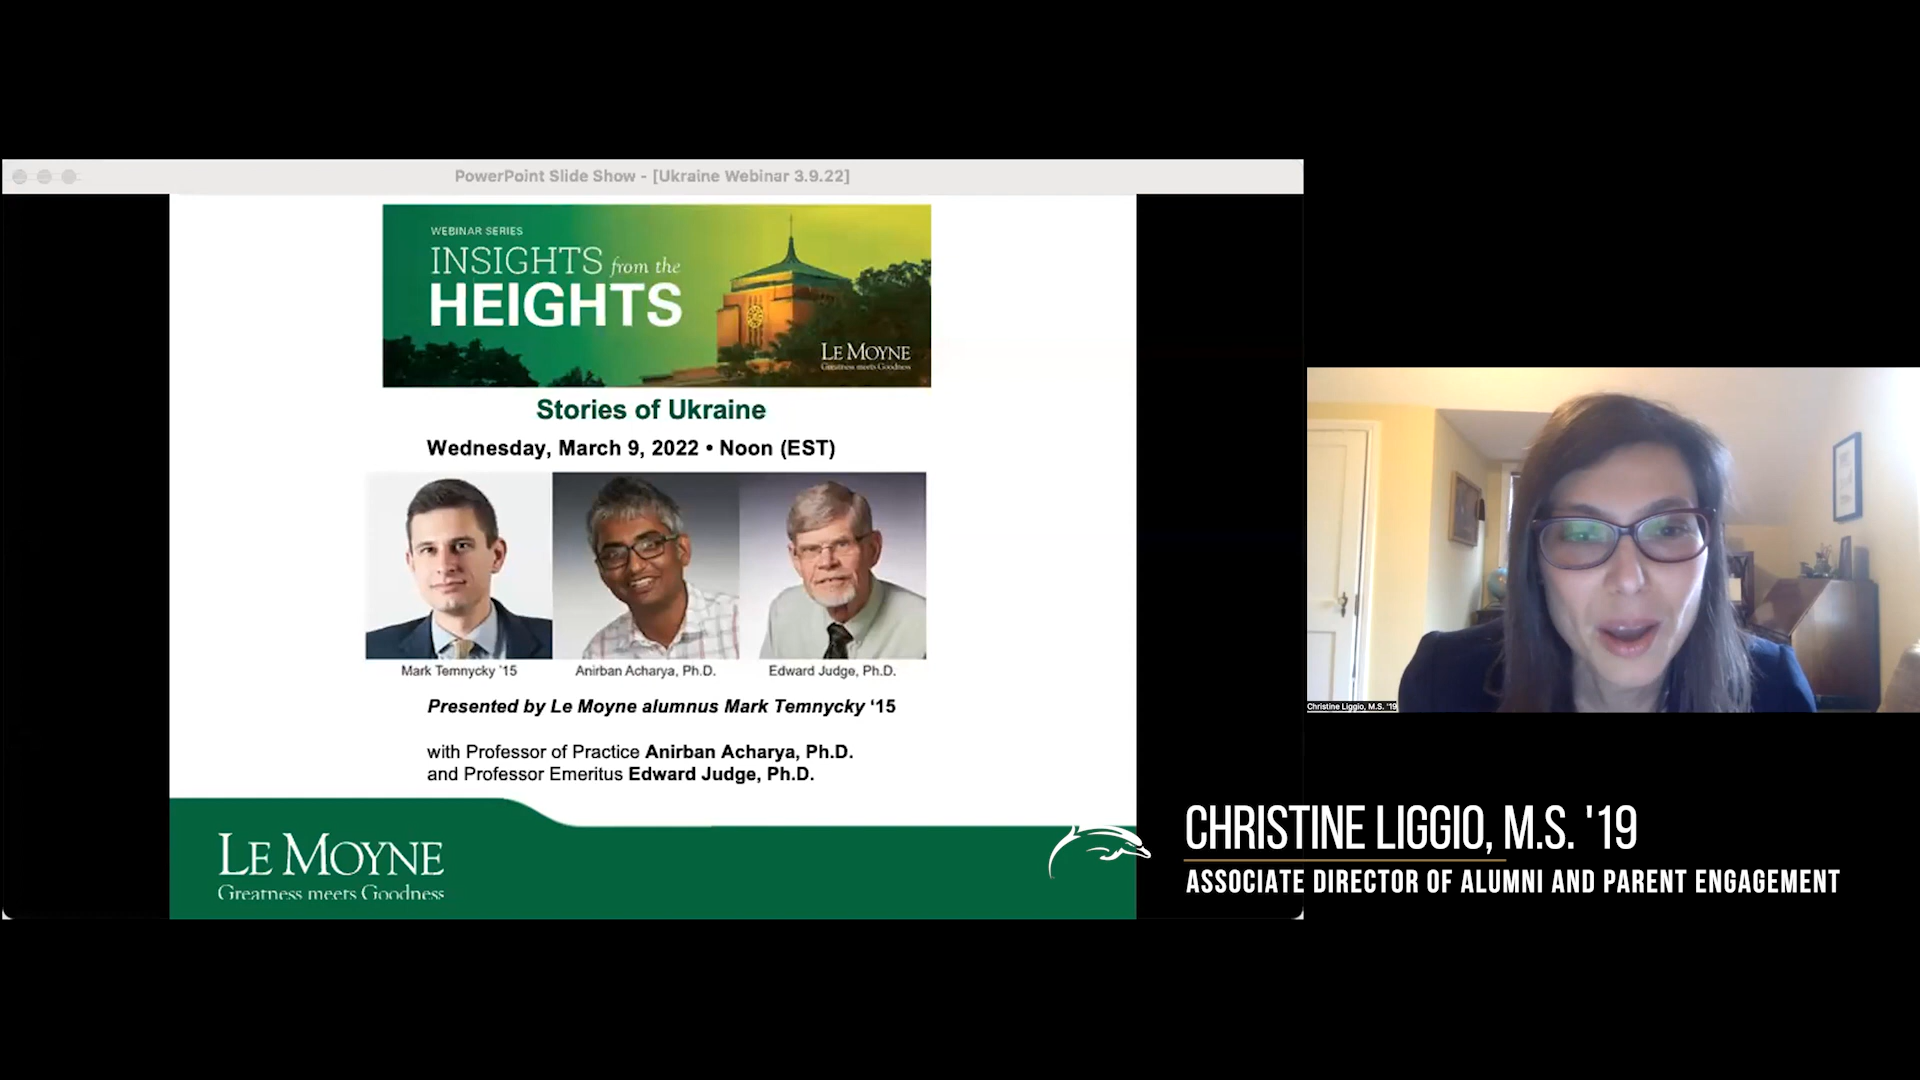 PowerPoint Slide Show - [Ukraine Webinar 3.9.22]
WEBINAR SERIES
INSIGHTS from the
HEIGHTS
LE MOYNE
Greatness meets Goodness
Stories of Ukraine
Wednesday, March 9, 2022 • Noon (EST)
Mark Temnycky '15
Anirban Acharya, Ph.D.
Edward Judge, Ph.D.
Presented by Le Moyne alumnus Mark Temnycky ‘15
with Professor of Practice Anirban Acharya, Ph.D.
and Professor Emeritus Edward Judge, Ph.D.
LE MOYNE
Greatness meets Goodness
Christine Liggio, M.S. '19
CHRISTINE LIGGIO, M.S. '19
ASSOCIATE DIRECTOR OF ALUMNI AND PARENT ENGAGEMENT